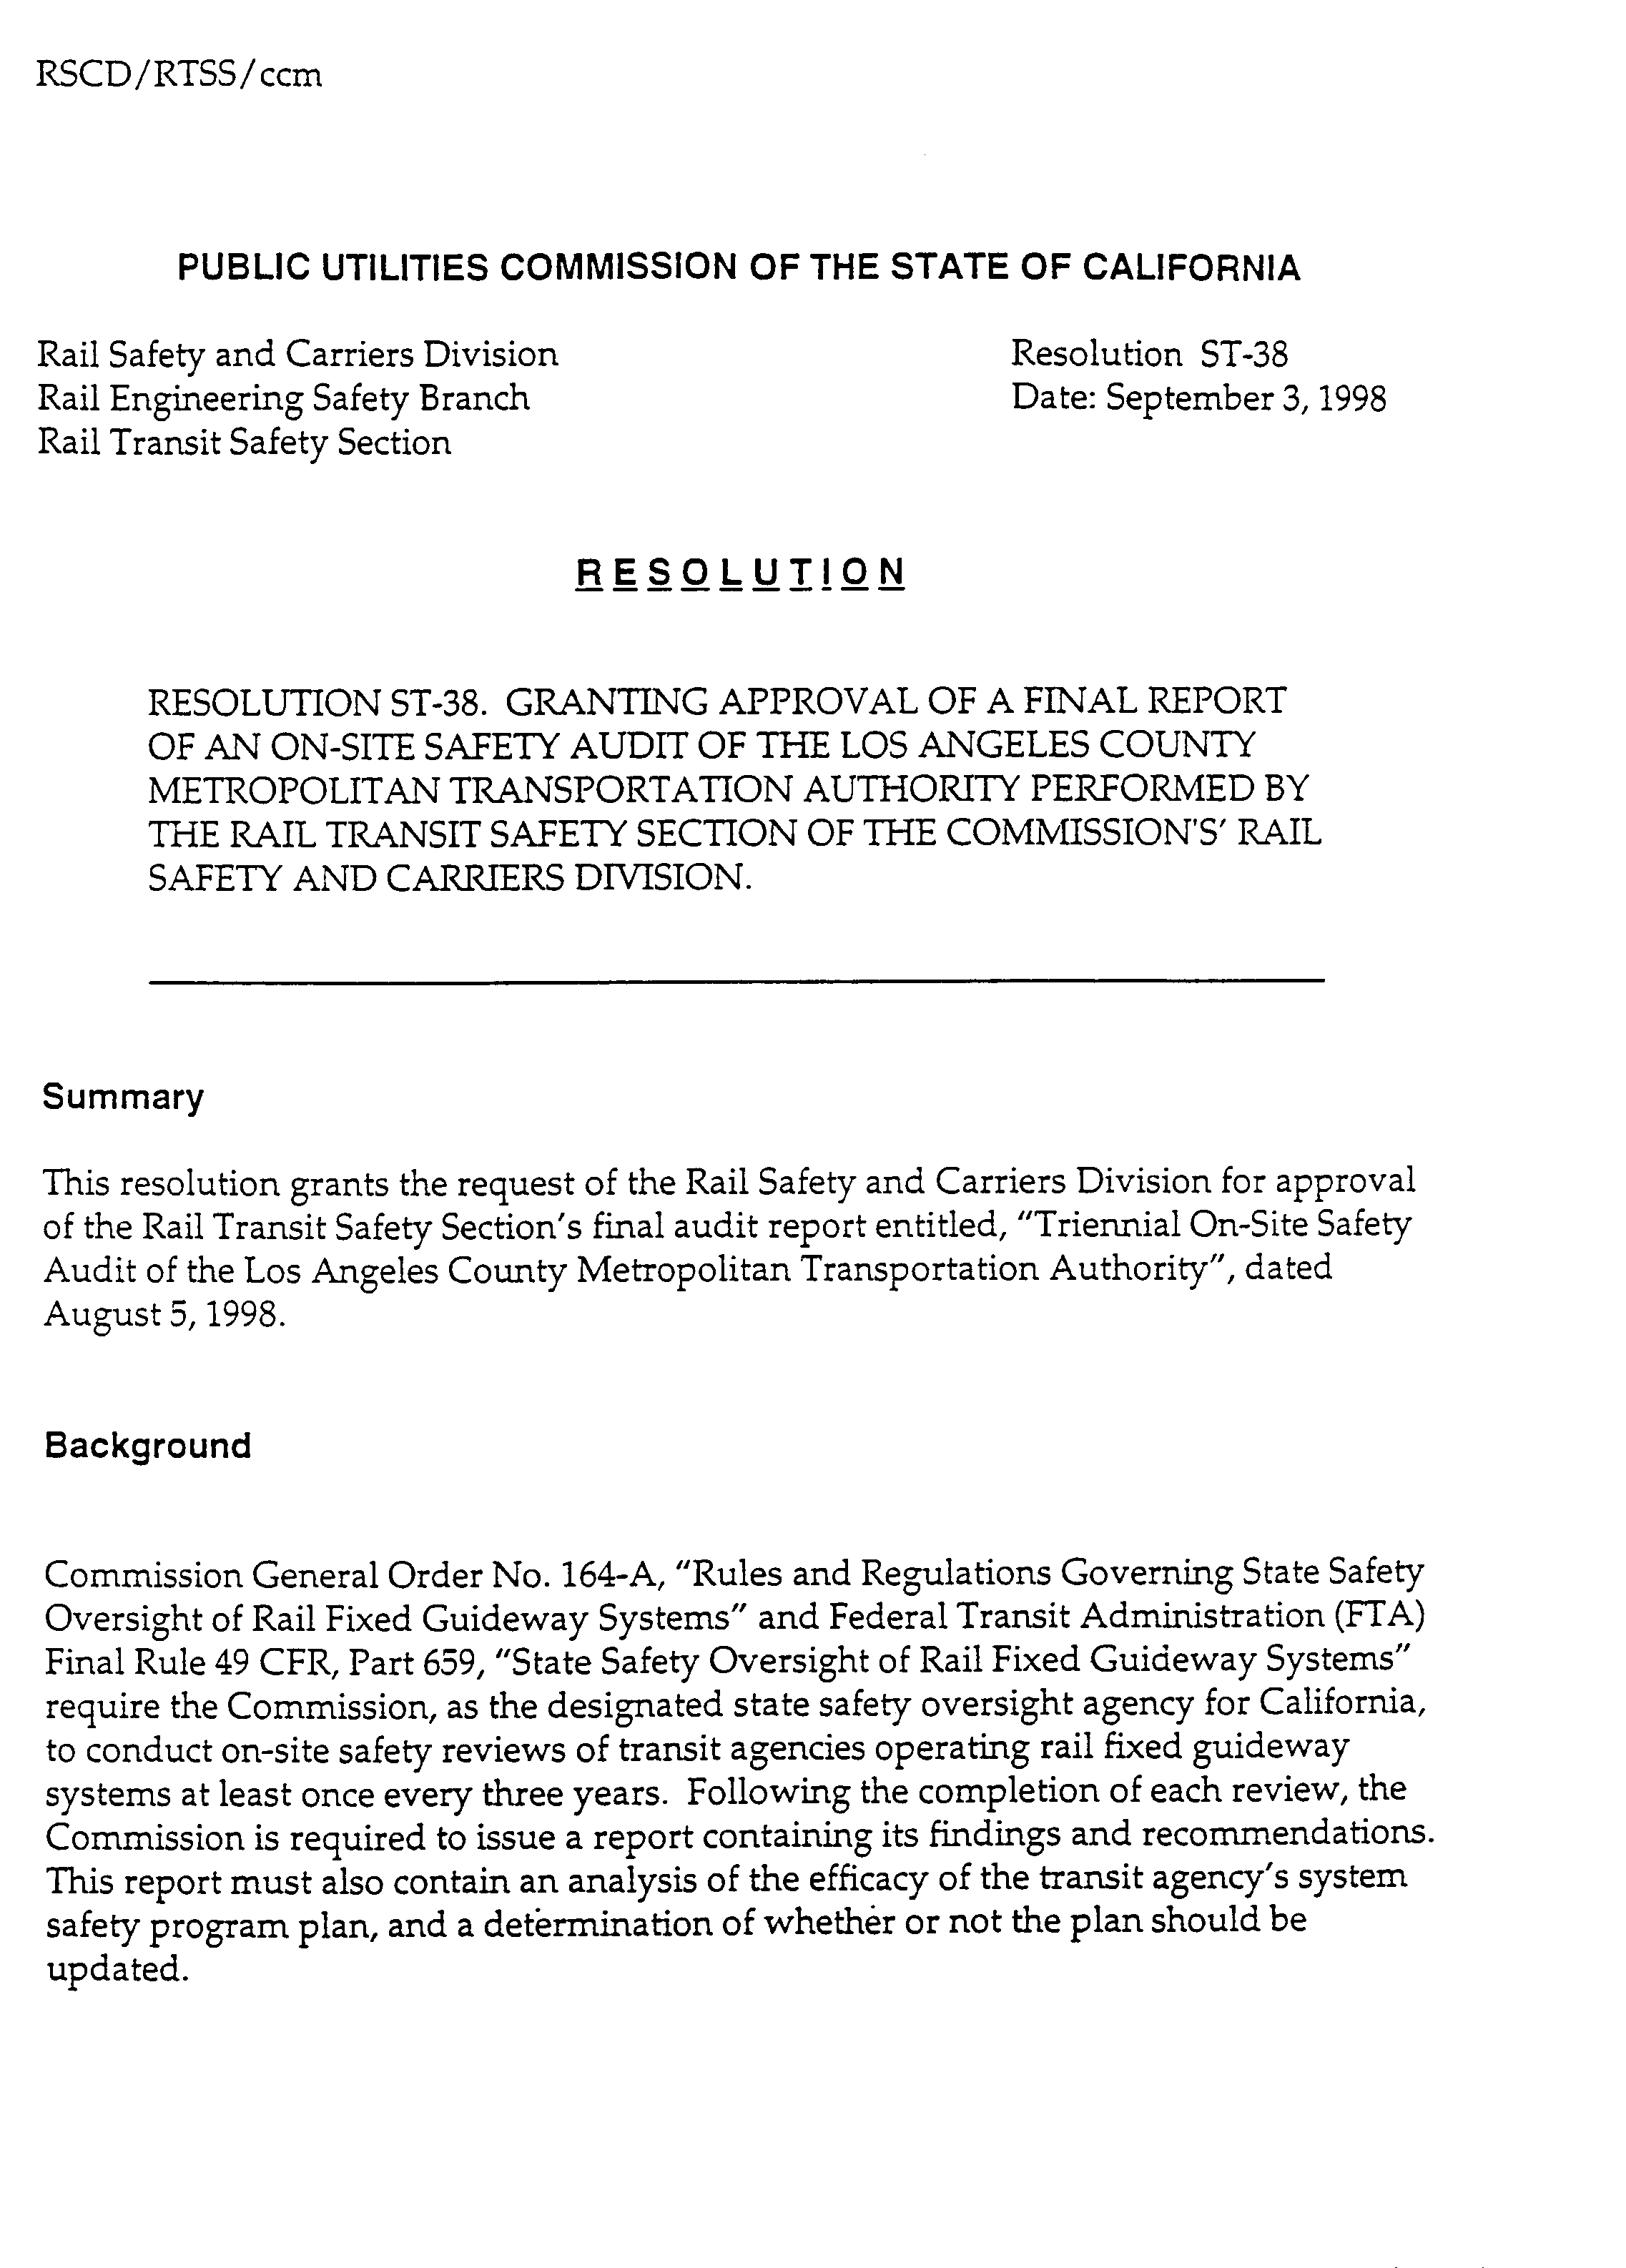 RSCD/RTSS/ccm
PUBLIC UTILITIES COMMISSION OF THE STATE OF CALIFORNIA
Rail Safety and Carriers Division
Resolution ST-38
Rail Engineering Safety Branch
Date: September 3, 1998
Rail Transit Safety Section
R E S O L U T I O N
RESOLUTION ST-38. GRANTING APPROVAL OF A FINAL REPORT
OF AN ON-SITE SAFETY AUDIT OF THE LOS ANGELES COUNTY
METROPOLITAN TRANSPORTATION AUTHORITY PERFORMED BY
THE RAIL TRANSIT SAFETY SECTION OF THE COMMISSION'S' RAIL
SAFETY AND CARRIERS DIVISION.
Summary
This resolution grants the request of the Rail Safety and Carriers Division for approval
of the Rail Transit Safety Section's final audit report entitled, "Triennial On-Site Safety
Audit of the Los Angeles County Metropolitan Transportation Authority", dated
August 5, 1998.
Background
Commission General Order No. 164-A, "Rules and Regulations Governing State Safety
Oversight of Rail Fixed Guideway Systems" and Federal Transit Administration (FTA)
Final Rule 49 CFR, Part 659, "State Safety Oversight of Rail Fixed Guideway Systems"
require the Commission, as the designated state safety oversight agency for California,
to conduct on-site safety reviews of transit agencies operating rail fixed guideway
systems at least once every three years. Following the completion of each review, the
Commission is required to issue a report containing its findings and recommendations.
This report must also contain an analysis of the efficacy of the transit agency's system
safety program plan, and a determination of whether or not the plan should be
updated.